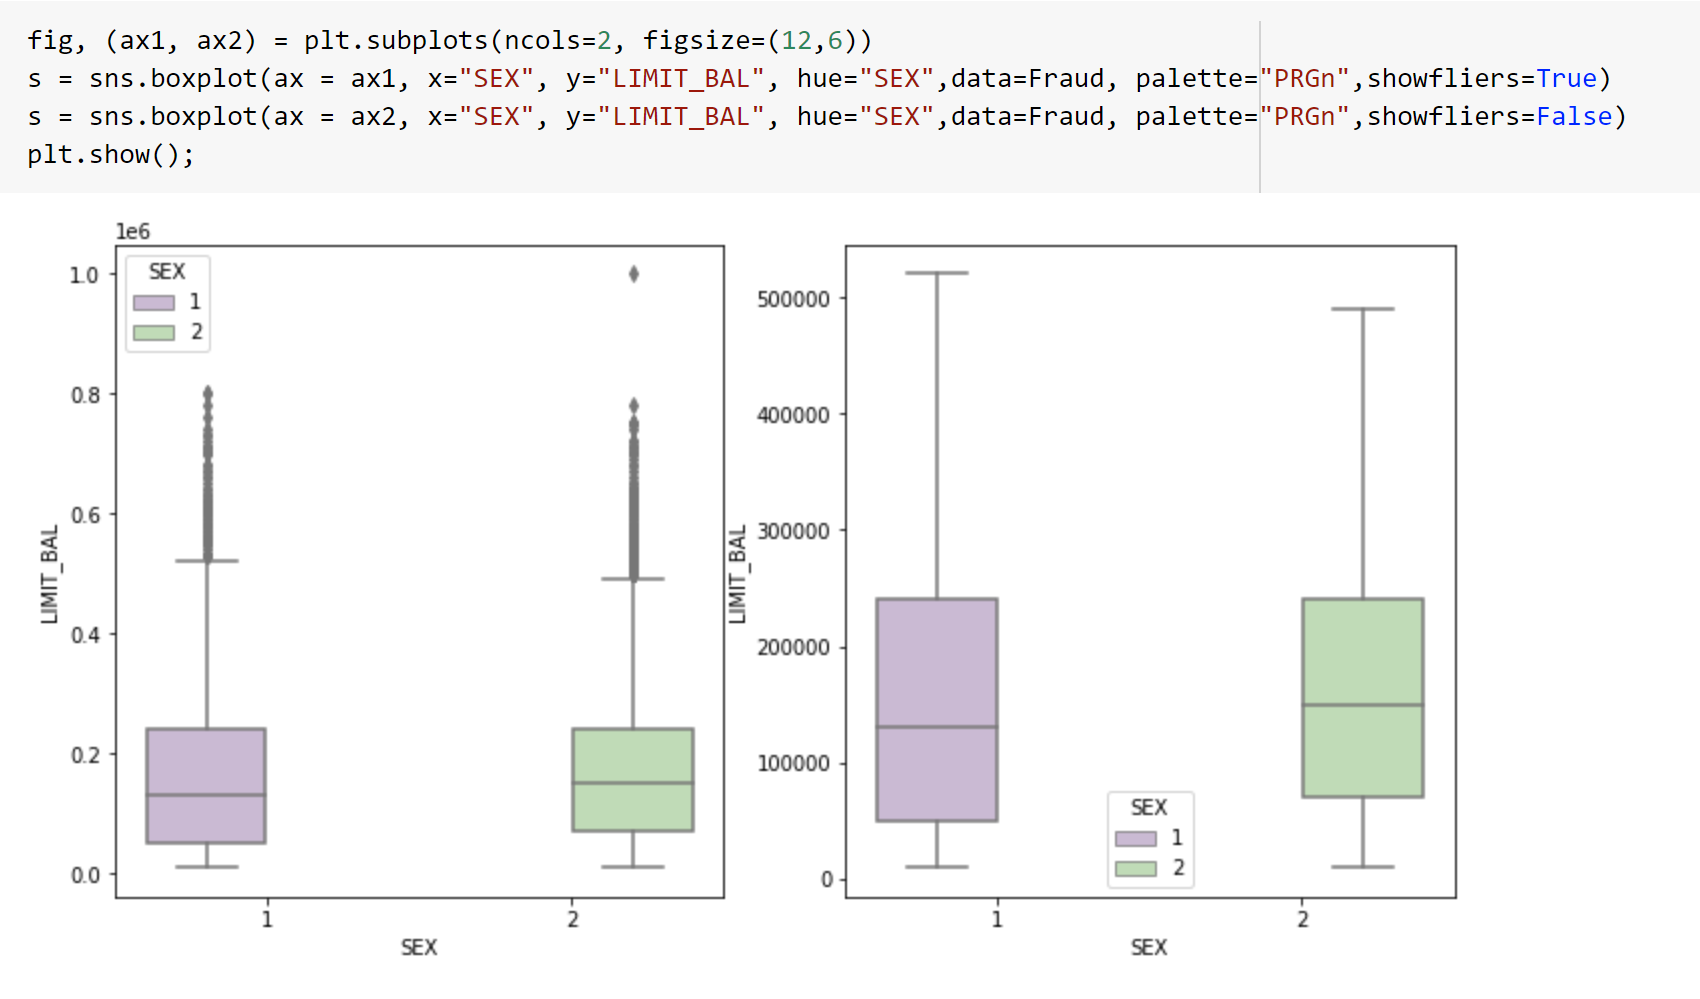 fig, (ax1, ax2) = plt.subplots(ncols=2, figsize=(12,6))
s = sns.boxplot(ax = ax1, x="SEX", y="LIMIT_BAL", hue="SEX",data=Fraud, palette="PRGn",showfliers=True)
s = sns.boxplot(ax = ax2, x="SEX", y="LIMIT_BAL", hue="SEX",data=Fraud, palette="PRGn",showfliers=False)
plt.show();
1e6
1.0
0.8
0.6
0.4
0.2
0.0
LIMIT_BAL
SEX
1
2
1
2
SEX
500000
400000
300000
200000
100000
0
LIMIT_BAL
SEX
1
2
1
2
SEX